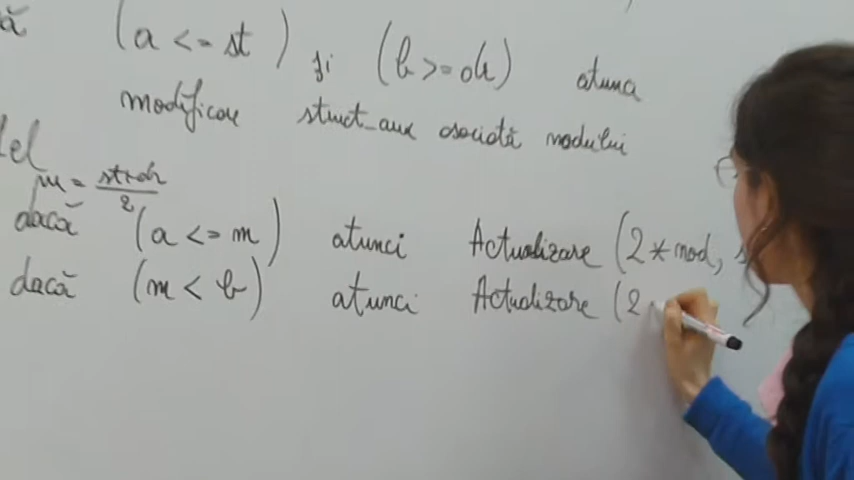 ă (a <= st) și (b >= dr) atunci
modificare struct_aux asociată nodului
lel
m = st+dr
2
dacă (a <= m) atunci Actualizare (2 * nod, s
dacă (m < b) atunci Actualizare (2